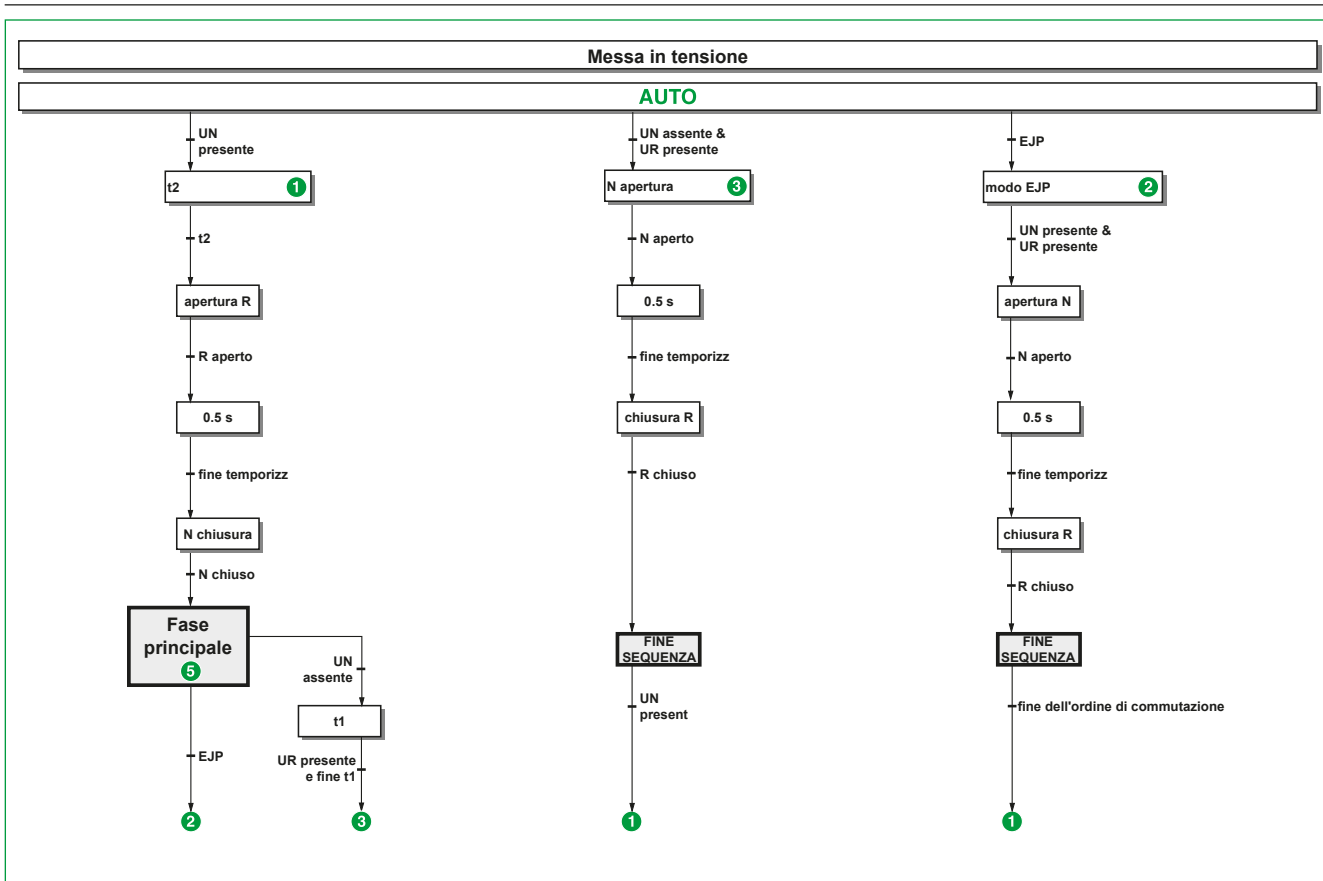 Messa in tensione
AUTO
UN
presente
t2 1
t2
apertura R
R aperto
0.5 s
fine temporizz
N chiusura
N chiuso
Fase
principale
5
EJP
2
UN
assente
t1
UR presente
e fine t1
3
UN assente &
UR presente
N apertura 3
N aperto
0.5 s
fine temporizz
chiusura R
R chiuso
FINE
SEQUENZA
UN
present
1
EJP
modo EJP 2
UN presente &
UR presente
apertura N
N aperto
0.5 s
fine temporizz
chiusura R
R chiuso
FINE
SEQUENZA
fine dell'ordine di commutazione
1